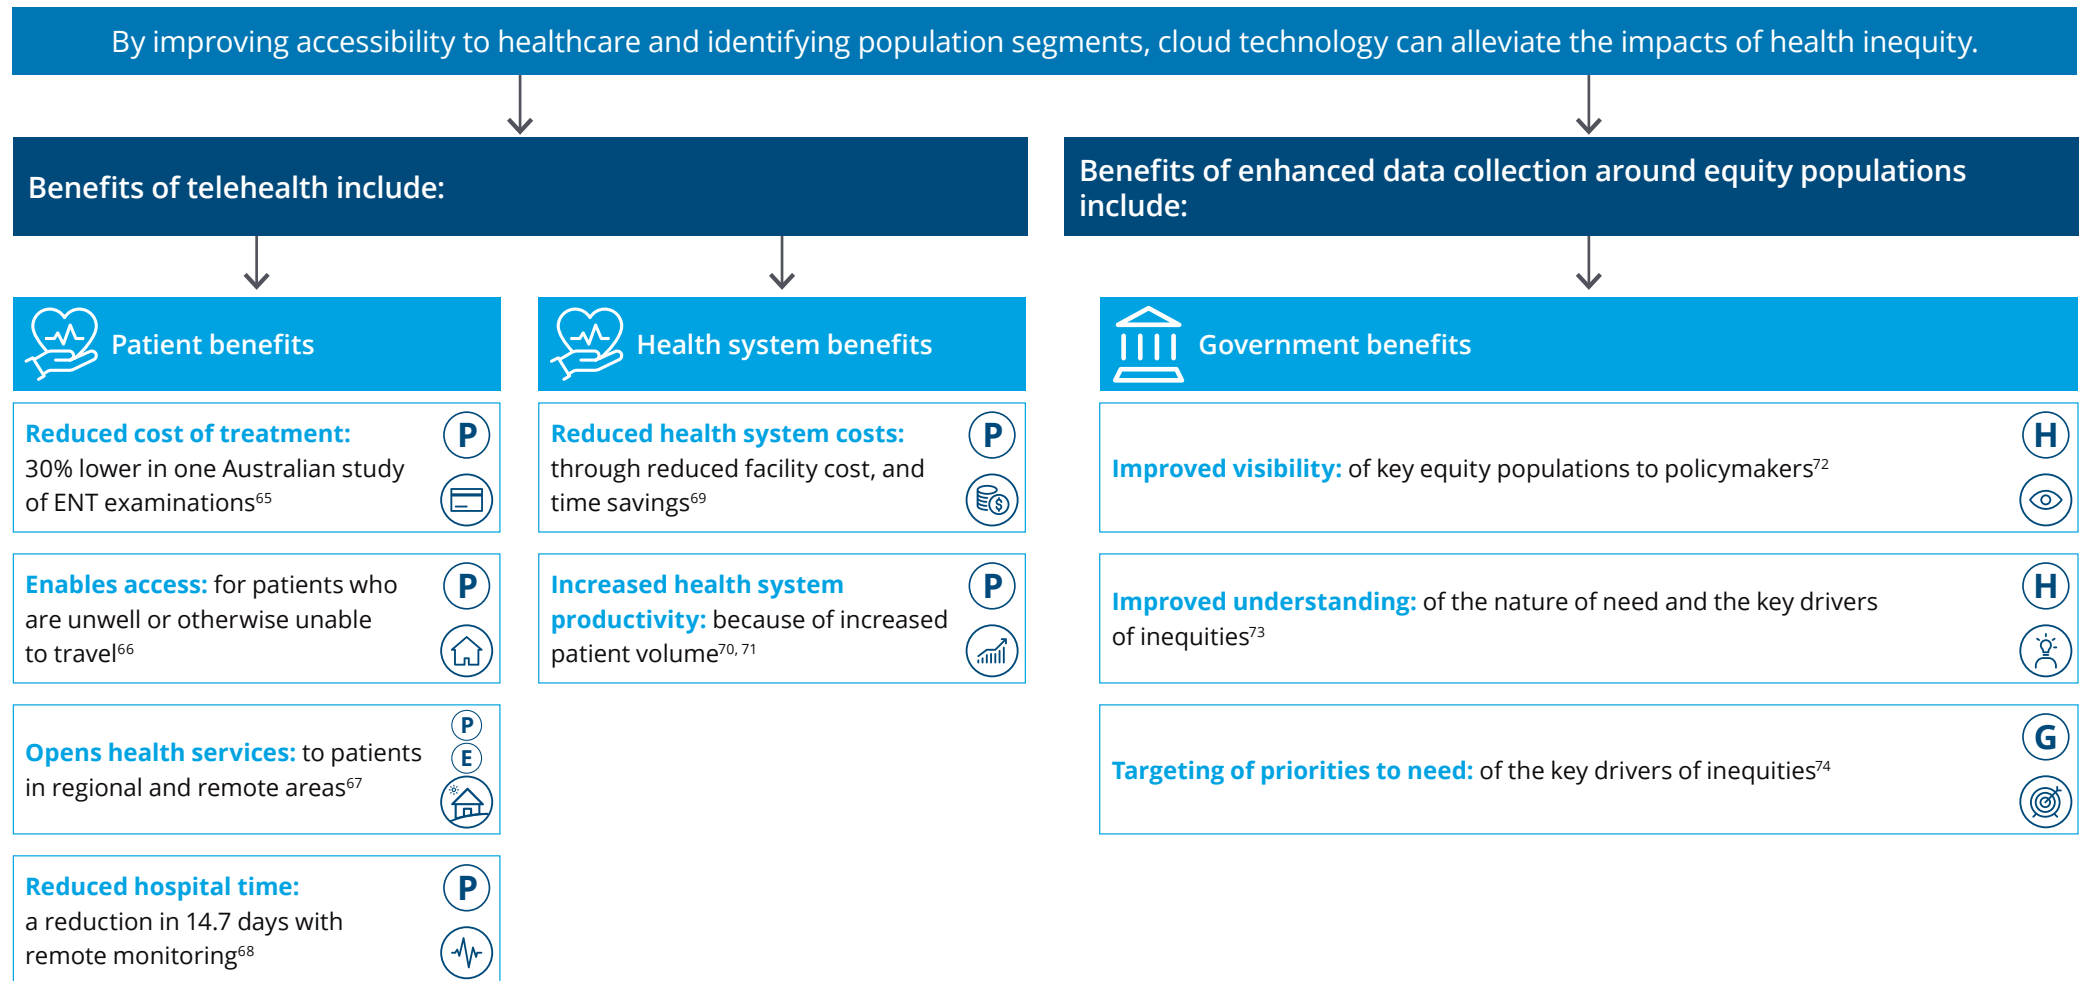 By improving accessibility to healthcare and identifying population segments, cloud technology can alleviate the impacts of health inequity.
Benefits of telehealth include:
Benefits of enhanced data collection around equity populations
include:
Patient benefits
Reduced cost of treatment:
30% lower in one Australian study
of ENT examinations65
P
Enables access: for patients who
are unwell or otherwise unable
to travel66
P
Opens health services: to patients
in regional and remote areas67
P
E
Reduced hospital time:
a reduction in 14.7 days with
remote monitoring68
P
Health system benefits
Reduced health system costs:
through reduced facility cost, and
time savings69
P
$
Increased health system
productivity: because of increased
patient volume70, 71
P
Government benefits
Improved visibility: of key equity populations to policymakers72
H
Improved understanding: of the nature of need and the key drivers
of inequities73
H
Targeting of priorities to need: of the key drivers of inequities74
G